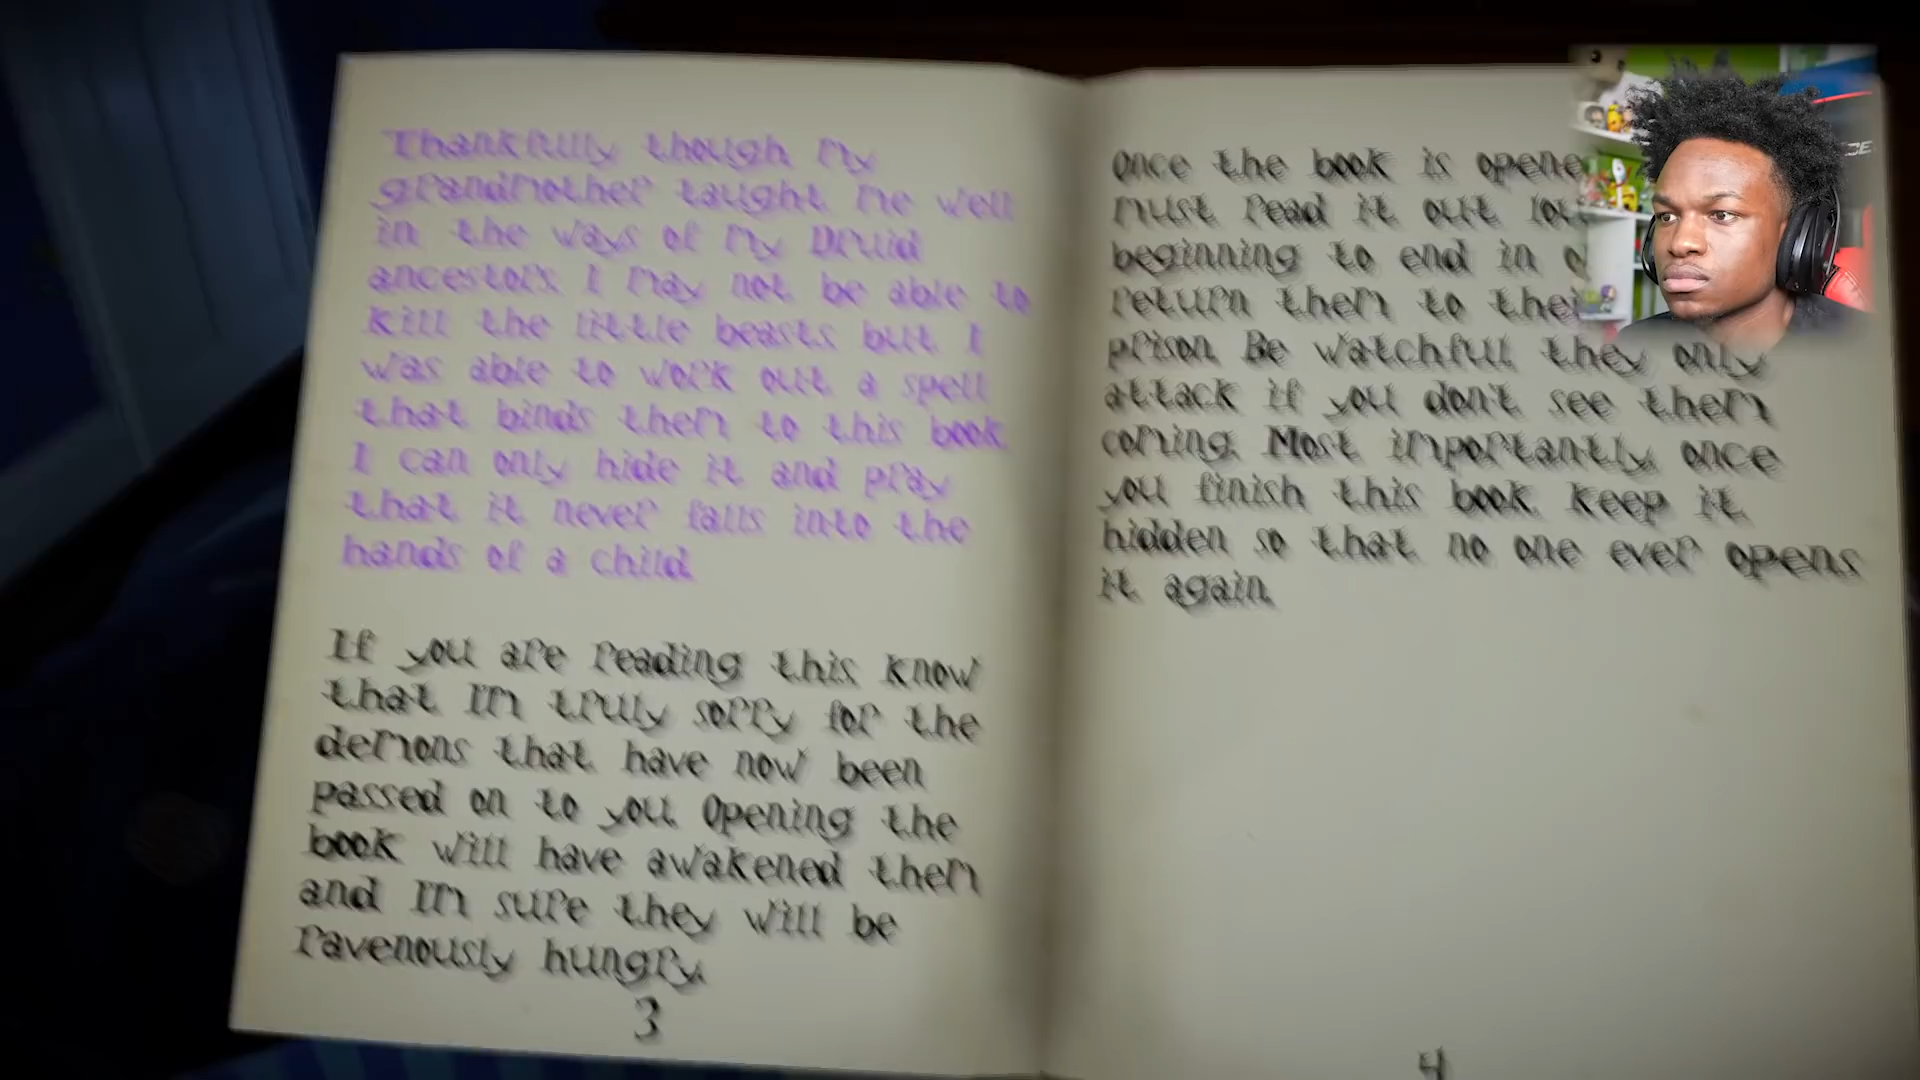 Thankfully though my
grandmother taught me well
in the ways of my Druid
ancestors. I may not be able to
kill the little beasts but I
was able to work out a spell
that binds them to this book.
I can only hide it and pray
that it never falls into the
hands of a child.
If you are reading this know
that I'm truly sorry for the
demons that have now been
passed on to you. Opening the
book will have awakened them
and I'm sure they will be
ravenously hungry.
3
Once the book is opene
must read it out lou
beginning to end in o
return them to thei
prison. Be watchful, they only
attack if you don't see them
coming. Most importantly, once
you finish this book, keep it
hidden so that no one ever opens
it again.
4